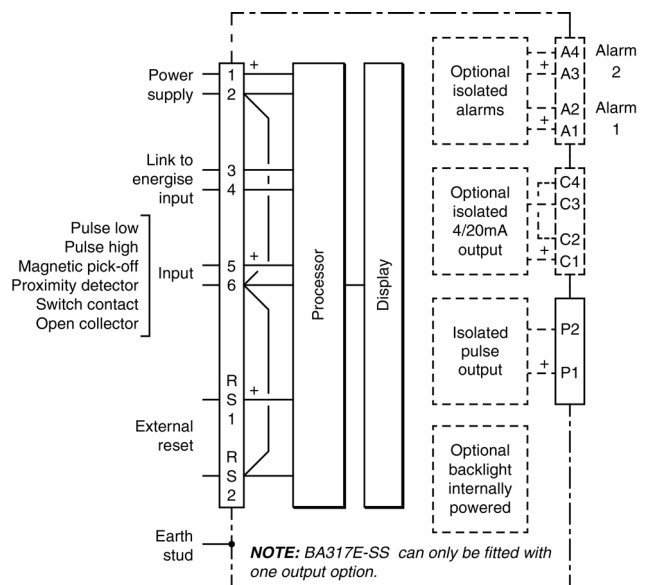 Power
supply
1
2
+
Link to
energise
input
3
4
Pulse low
Pulse high
Magnetic pick-off
Proximity detector
Switch contact
Open collector
Input
5
6
+
External
reset
R
S
1
+
R
S
2
Earth
stud
Processor
Display
Optional
isolated
alarms
+
+
A4
A3
A2
A1
Alarm
2
Alarm
1
Optional
isolated
4/20mA
output
+
C4
C3
C2
C1
Isolated
pulse
output
+
P2
P1
Optional
backlight
internally
powered
NOTE: BA317E-SS can only be fitted with
one output option.